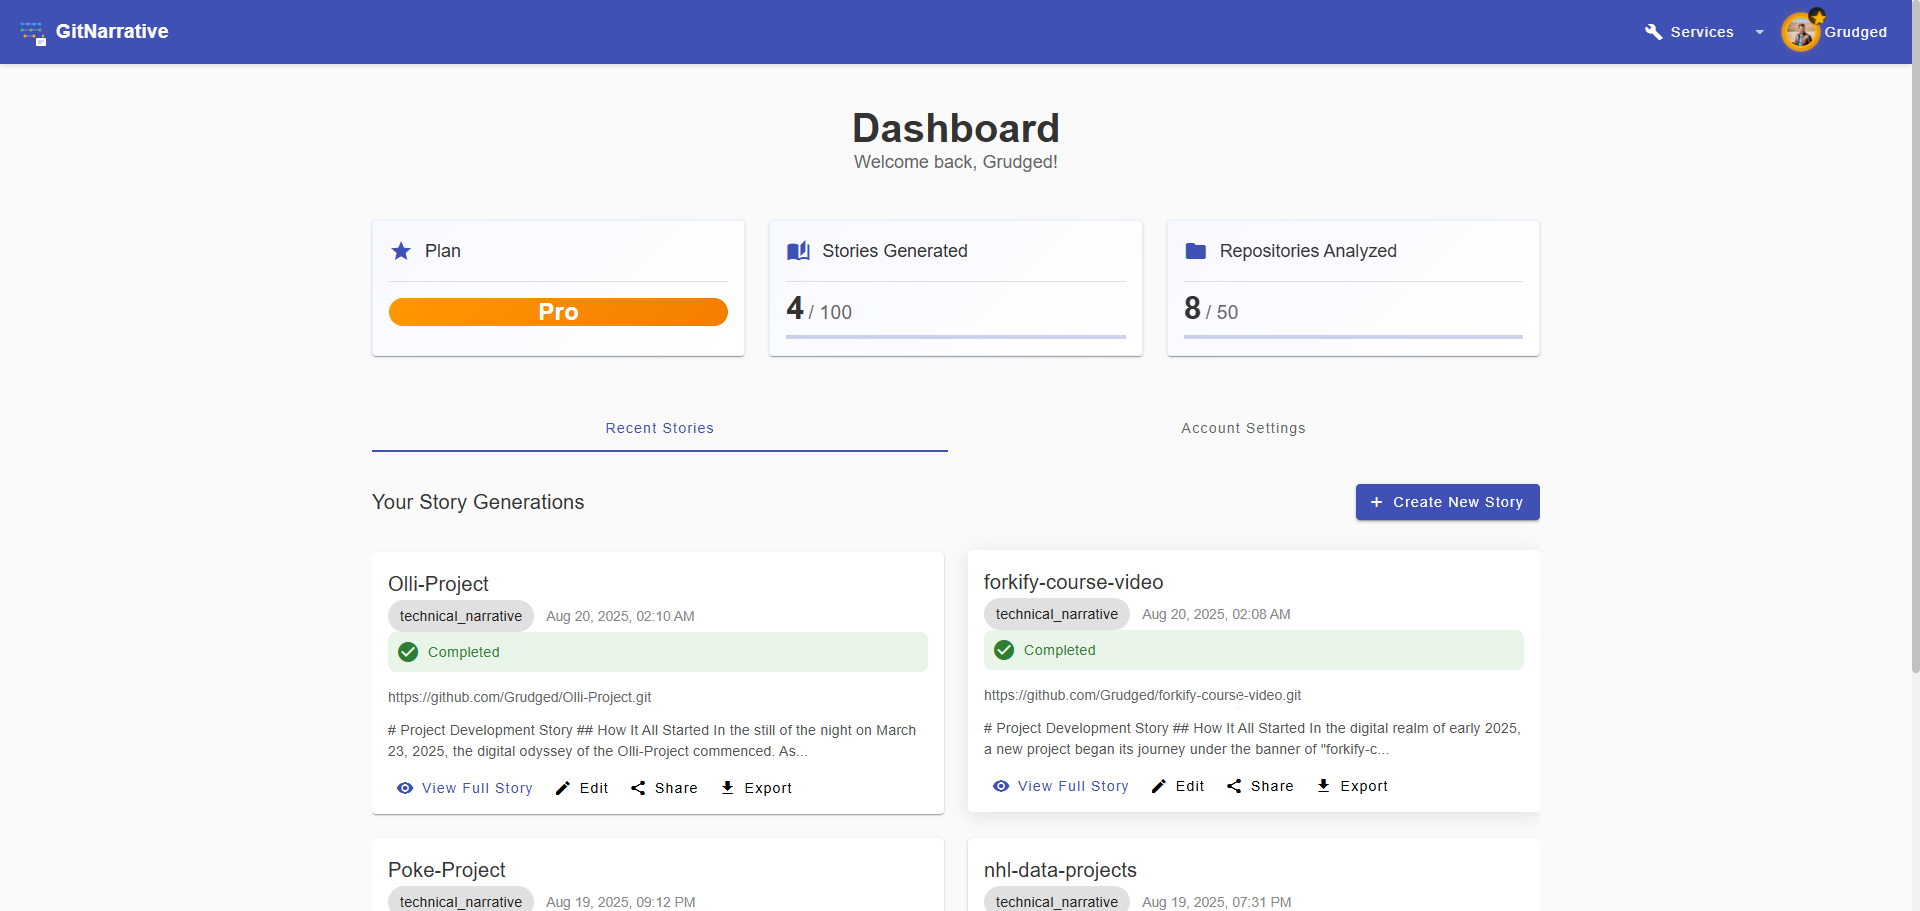 GitNarrative
Services
Grudged
Dashboard
Welcome back, Grudged!
Plan
Pro
Stories Generated
4 / 100
Repositories Analyzed
8 / 50
Recent Stories
Account Settings
Your Story Generations
+ Create New Story
Olli-Project
technical_narrative Aug 20, 2025, 02:10 AM
Completed
https://github.com/Grudged/Olli-Project.git
# Project Development Story ## How It All Started In the still of the night on March
23, 2025, the digital odyssey of the Olli-Project commenced. As...
View Full Story Edit Share Export
forkify-course-video
technical_narrative Aug 20, 2025, 02:08 AM
Completed
https://github.com/Grudged/forkify-course-video.git
# Project Development Story ## How It All Started In the digital realm of early 2025,
a new project began its journey under the banner of "forkify-c...
View Full Story Edit Share Export
Poke-Project
technical_narrative Aug 19, 2025, 09:12 PM
nhl-data-projects
technical_narrative Aug 19, 2025, 07:31 PM